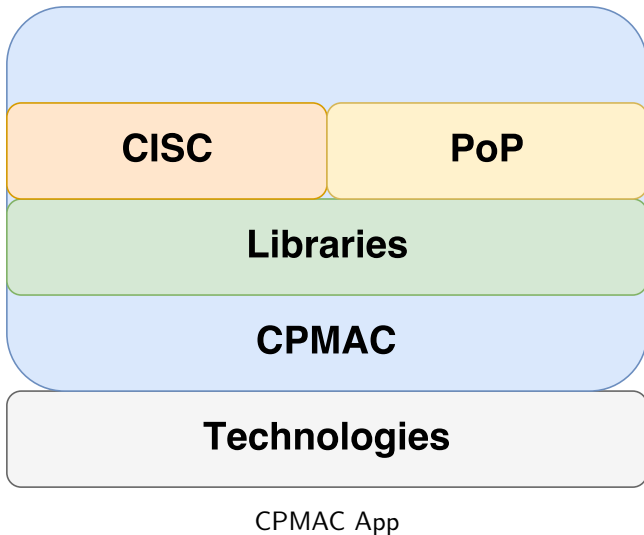 CISC PoP
Libraries
CPMAC
Technologies
CPMAC App